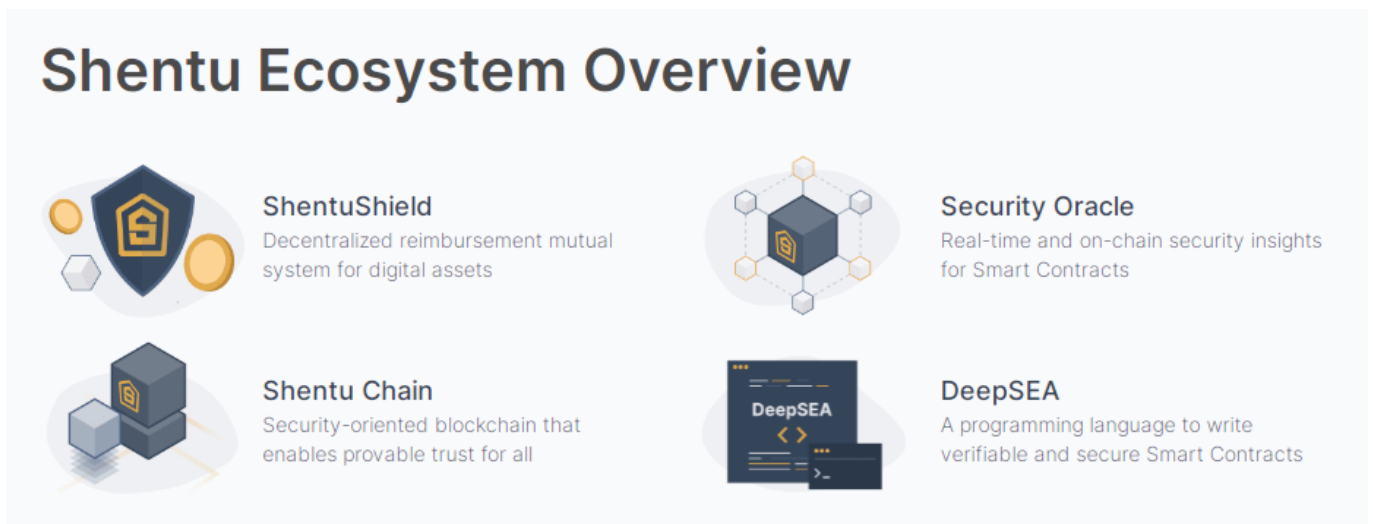 Shentu Ecosystem Overview
ShentuShield
Decentralized reimbursement mutual
system for digital assets
Security Oracle
Real-time and on-chain security insights
for Smart Contracts
Shentu Chain
Security-oriented blockchain that
enables provable trust for all
DeepSEA
DeepSEA
A programming language to write
verifiable and secure Smart Contracts